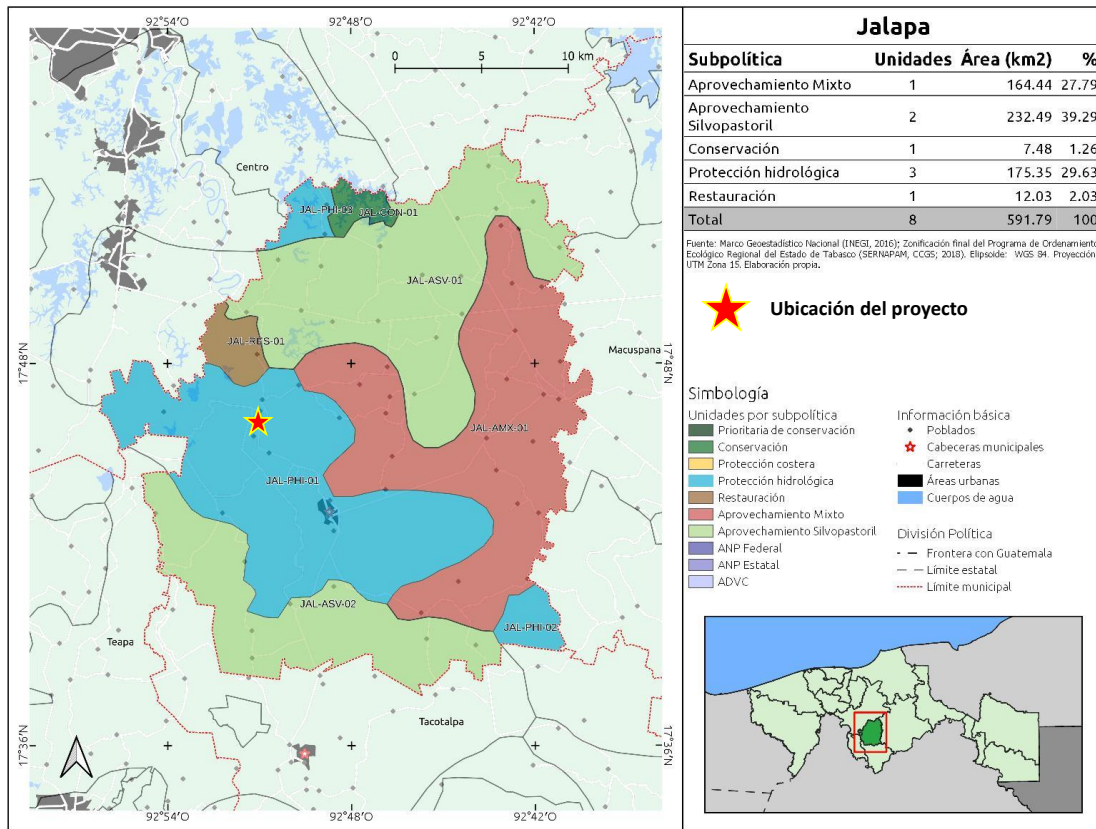 92°54'O 92°48'O 92°42'O
0 5 10 km
Centro
JAL-PHI-03
JAL-CON-01
JAL-ASV-01
JAL-RES-01
Macuspana
17°48'N 17°48'N
JAL-AMX-01
JAL-PHI-01
JAL-ASV-02
JAL-PHI-02
Teapa
Tacotalpa
17°36'N 17°36'N
92°54'O 92°48'O 92°42'O
Jalapa
Subpolítica Unidades Área (km2) %
Aprovechamiento Mixto 1 164.44 27.79
Aprovechamiento
Silvopastoril 2 232.49 39.29
Conservación 1 7.48 1.26
Protección hidrológica 3 175.35 29.63
Restauración 1 12.03 2.03
Total 8 591.79 100
Fuente: Marco Geoestadístico Nacional (INEGI, 2016); Zonificación final del Programa de Ordenamiento
Ecológico Regional del Estado de Tabasco (SERNAPAM, CCGS; 2018). Elipsoide: WGS 84. Proyección
UTM Zona 15. Elaboración propia.
Ubicación del proyecto
Simbología
Unidades por subpolítica
Prioritaria de conservación
Conservación
Protección costera
Protección hidrológica
Restauración
Aprovechamiento Mixto
Aprovechamiento Silvopastoril
ANP Federal
ANP Estatal
ADVC
Información básica
Poblados
Cabeceras municipales
Carreteras
Áreas urbanas
Cuerpos de agua
División Política
Frontera con Guatemala
Límite estatal
Límite municipal